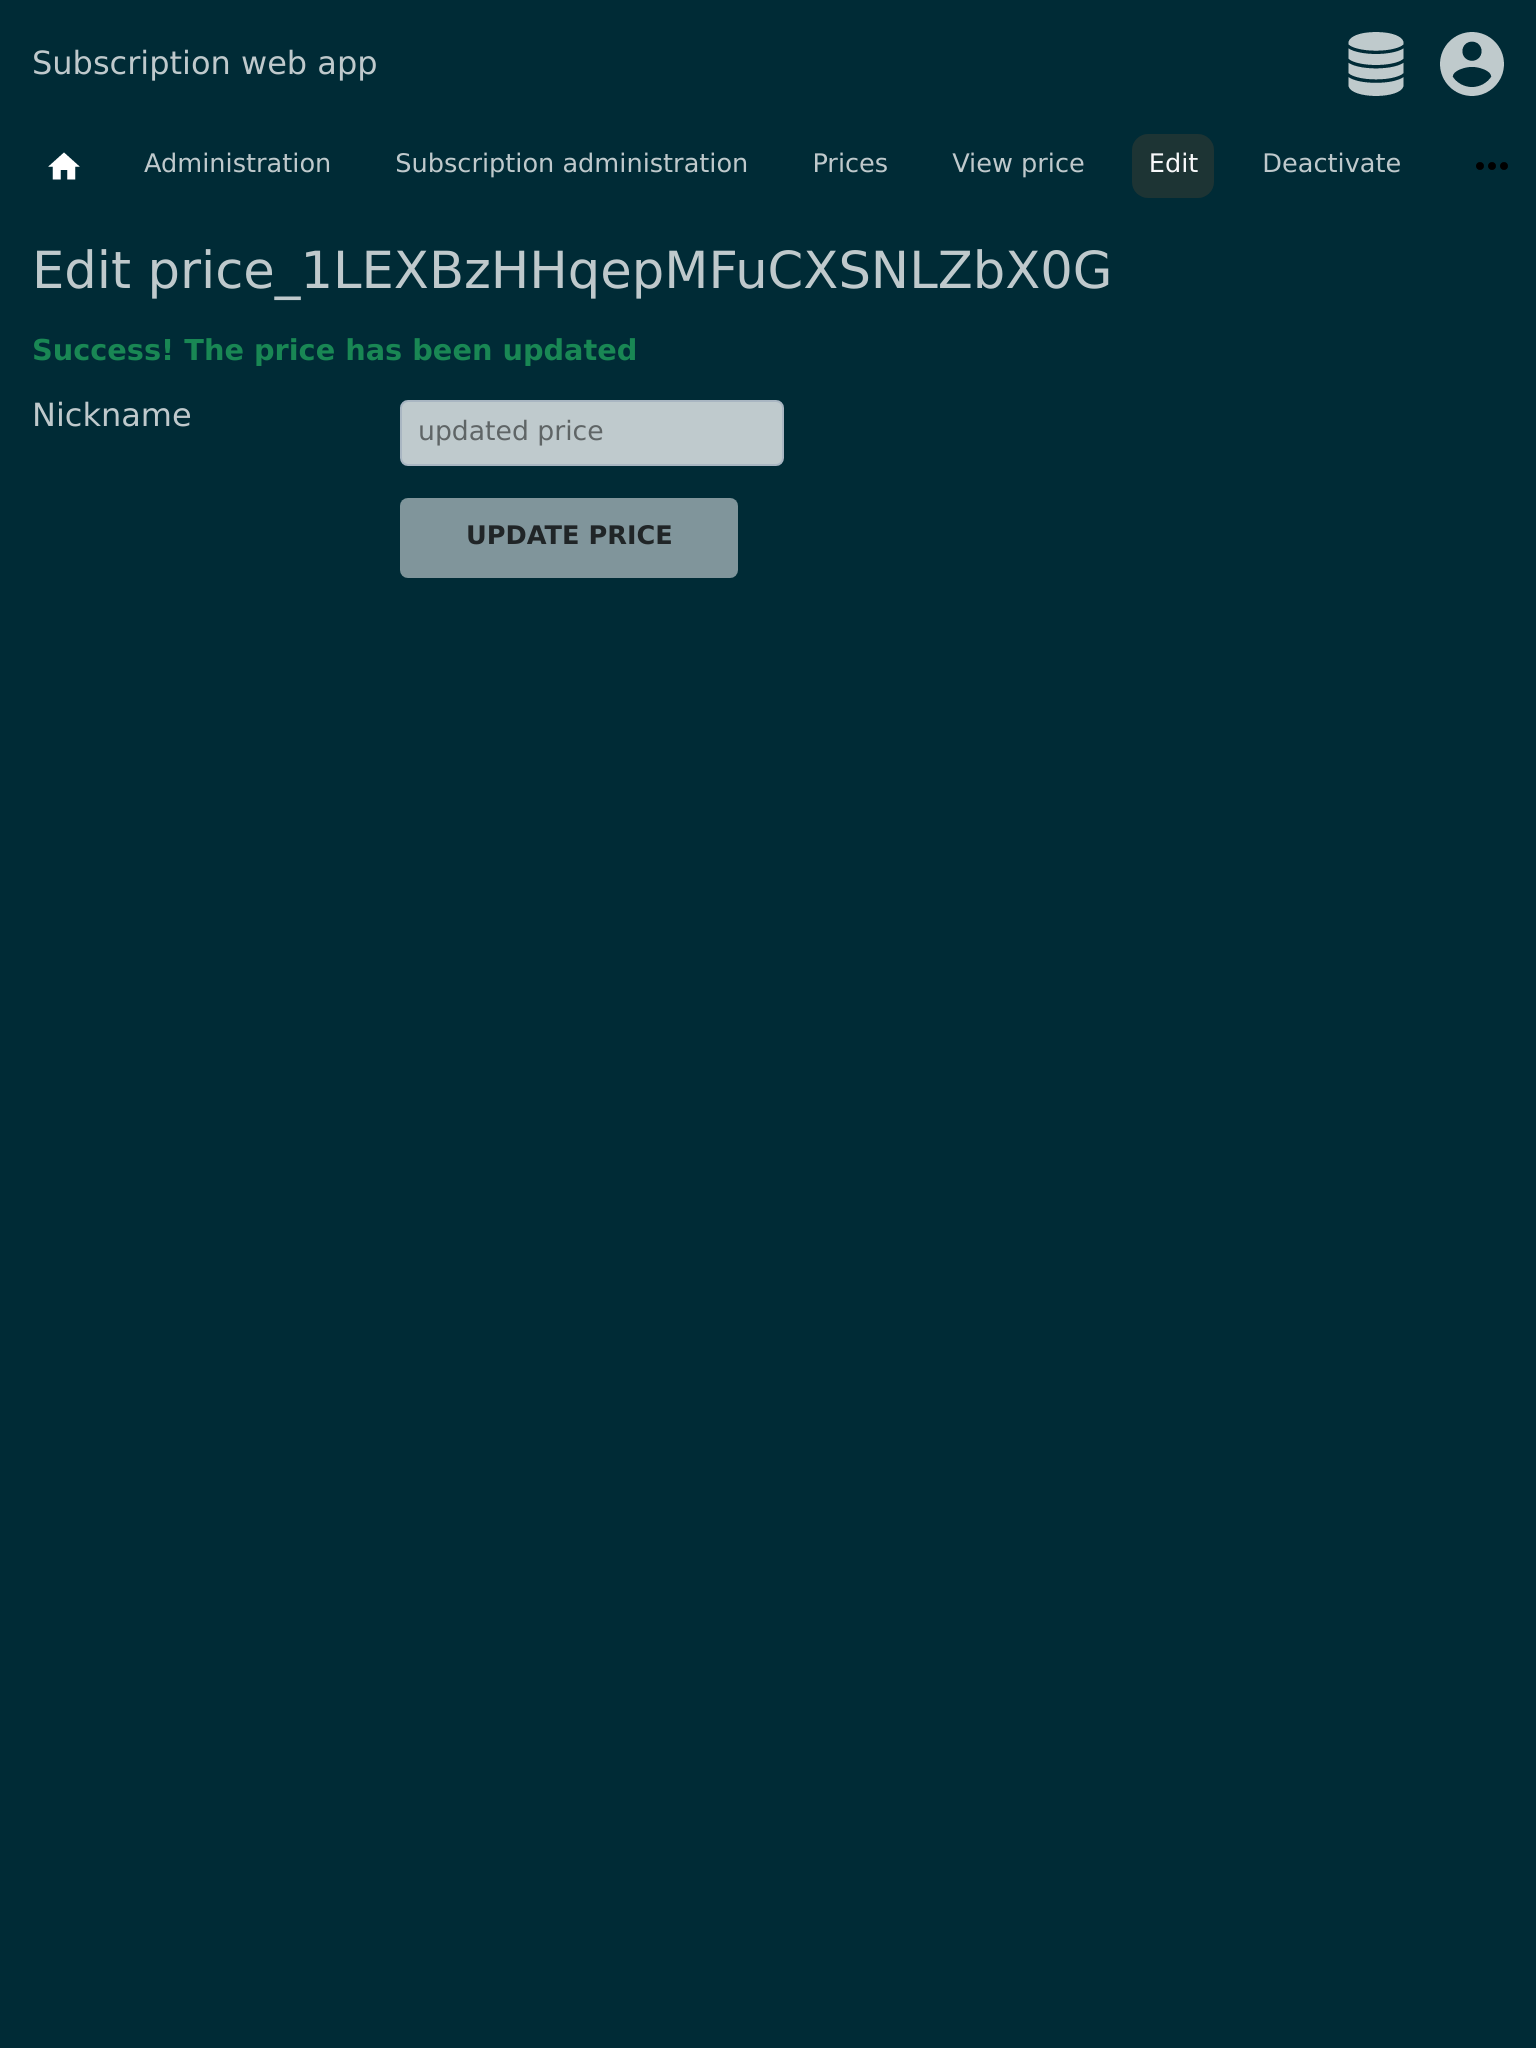 Subscription web app
Administration Subscription administration Prices View price Edit Deactivate
Edit price_1LEXBzHHqepMFuCXSNLZbX0G
Success! The price has been updated
Nickname
updated price
UPDATE PRICE